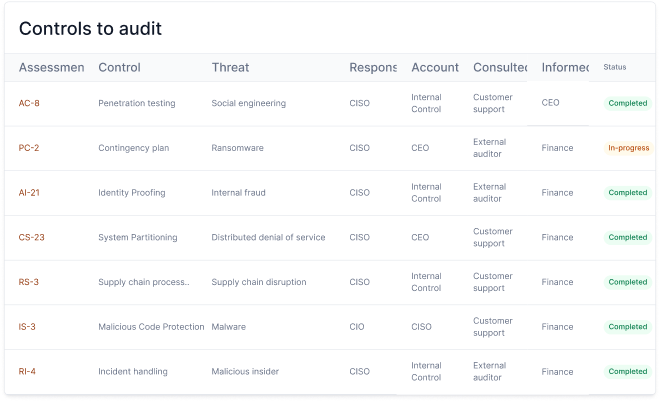 Controls to audit
Assessmen Control Threat Respons Account Consulted Informed Status
AC-8 Penetration testing Social engineering CISO Internal Control Customer support CEO Completed
PC-2 Contingency plan Ransomware CISO CEO External auditor Finance In-progress
AI-21 Identity Proofing Internal fraud CISO Internal Control External auditor Finance Completed
CS-23 System Partitioning Distributed denial of service CISO CEO Customer support Finance Completed
RS-3 Supply chain process.. Supply chain disruption CISO Internal Control Customer support Finance Completed
IS-3 Malicious Code Protection Malware CIO CISO Customer support Finance Completed
RI-4 Incident handling Malicious insider CISO Internal Control External auditor Finance Completed